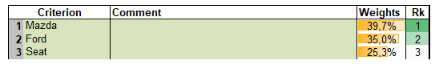 Criterion Comment Weights Rk
1 Mazda 39,7% 1
2 Ford 35,0% 2
3 Seat 25,3% 3